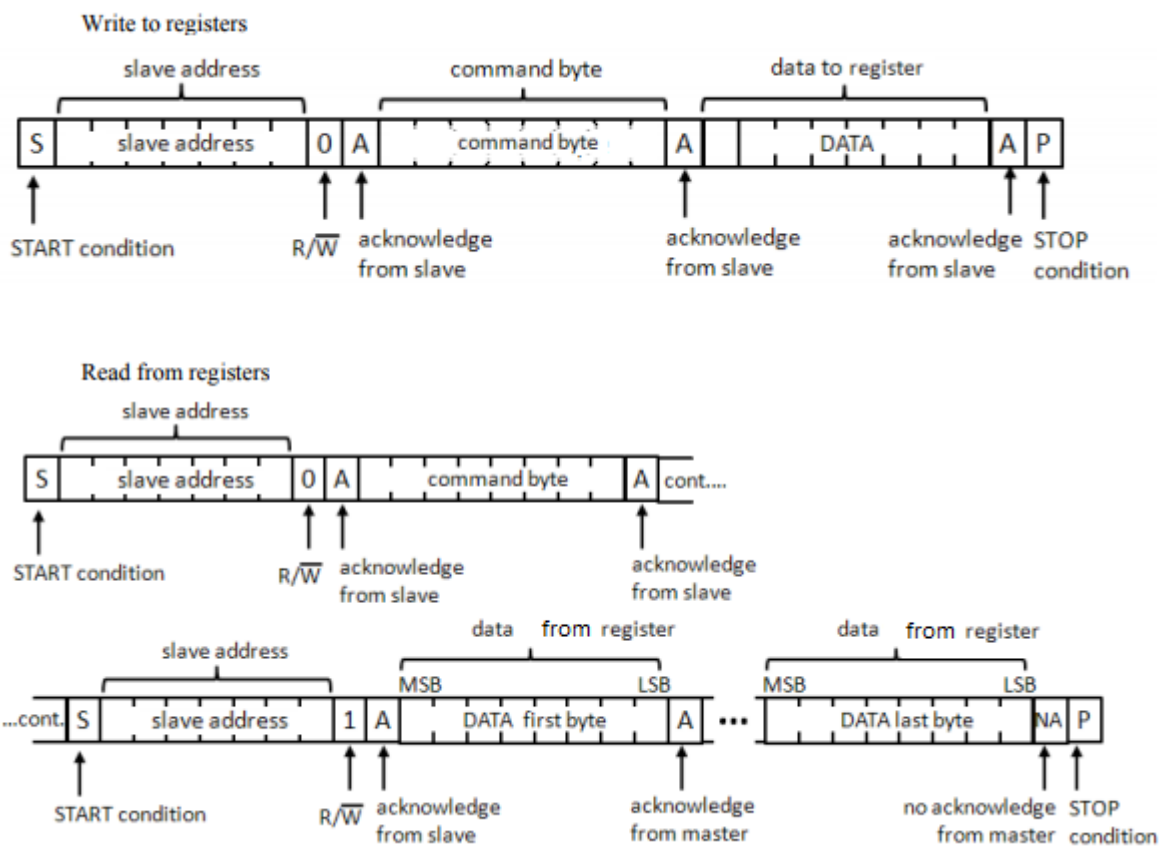 Write to registers
slave address command byte data to register
S slave address 0 A command byte A DATA A P
START condition R/W̅ acknowledge from slave acknowledge from slave acknowledge from slave STOP condition
Read from registers
slave address
S slave address 0 A command byte A cont....
START condition R/W̅ acknowledge from slave acknowledge from slave
data from register data from register
slave address
MSB LSB MSB LSB
...cont. S slave address 1 A DATA first byte A ••• DATA last byte NA P
START condition R/W̅ acknowledge from slave acknowledge from master no acknowledge from master STOP condition